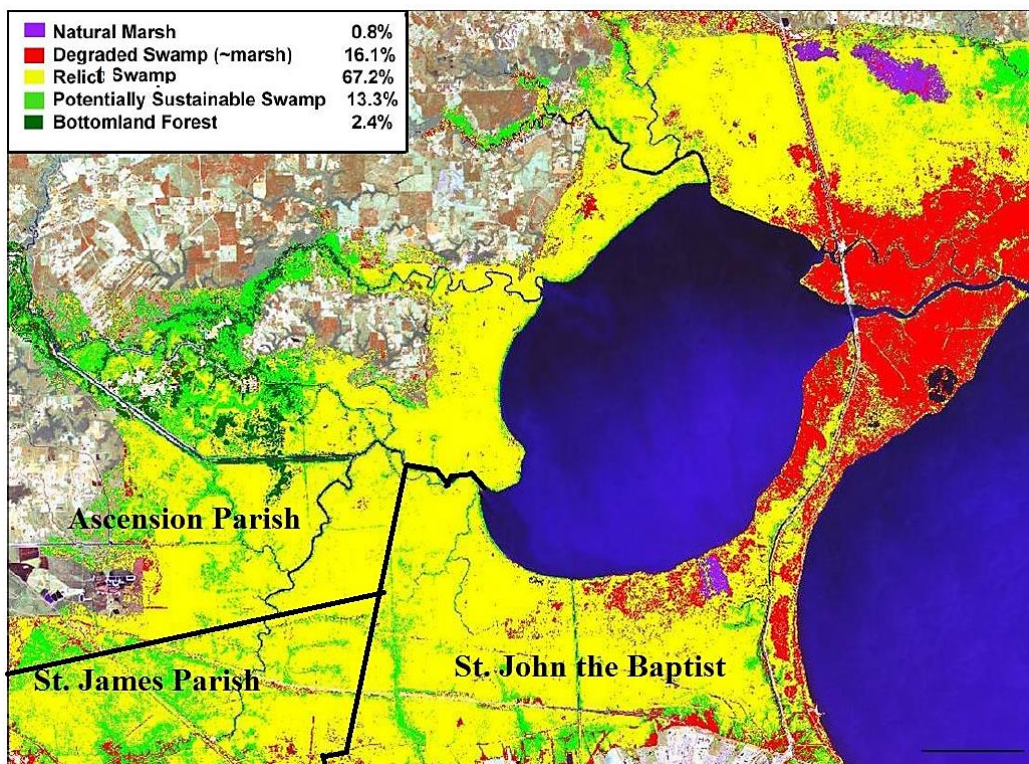 Natural Marsh 0.8%
Degraded Swamp (~marsh) 16.1%
Relict Swamp 67.2%
Potentially Sustainable Swamp 13.3%
Bottomland Forest 2.4%
Ascension Parish
St. James Parish
St. John the Baptist